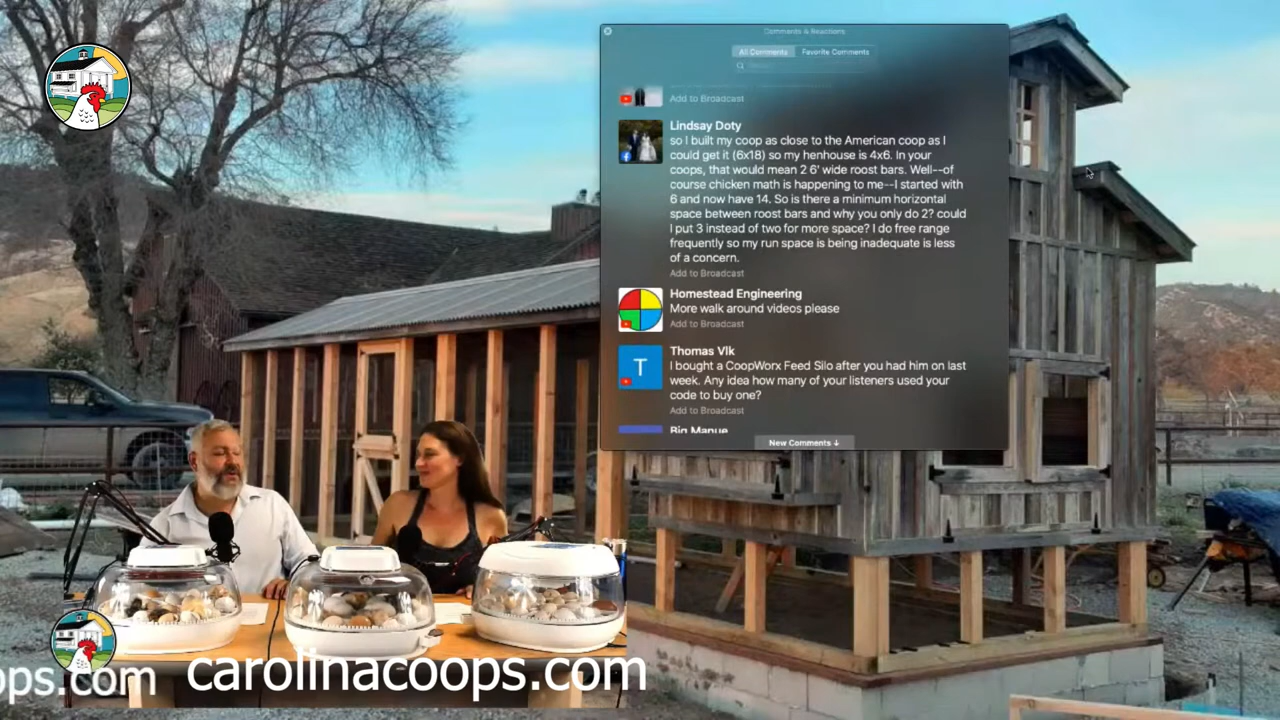 Comments & Reactions
All Comments
Favorite Comments
Add to Broadcast
Lindsay Doty
so I built my coop as close to the American coop as I
could get it (6x18) so my henhouse is 4x6. In your
coops, that would mean 2 6' wide roost bars. Well--of
course chicken math is happening to me--I started with
6 and now have 14. So is there a minimum horizontal
space between roost bars and why you only do 2? could
I put 3 instead of two for more space? I do free range
frequently so my run space is being inadequate is less
of a concern.
Add to Broadcast
Homestead Engineering
More walk around videos please
Add to Broadcast
T
Thomas Vlk
I bought a CoopWorx Feed Silo after you had him on last
week. Any idea how many of your listeners used your
code to buy one?
Add to Broadcast
Big Manue
New Comments ↓
ops.com
carolinacoops.com